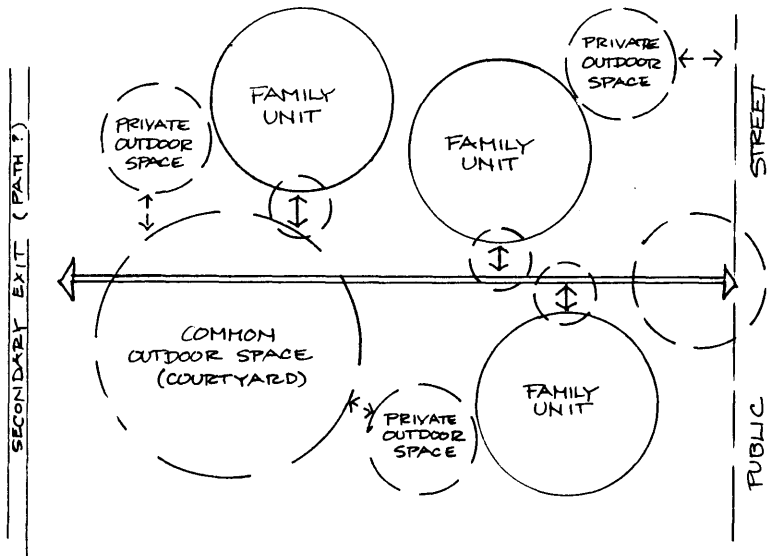 PRIVATE
OUTDOOR
SPACE
FAMILY
UNIT
FAMILY
UNIT
PRIVATE
OUTDOOR
SPACE
STREET
SECONDARY EXIT (PATH?)
COMMON
OUTDOOR SPACE
(COURTYARD)
PRIVATE
OUTDOOR
SPACE
FAMILY
UNIT
PUBLIC